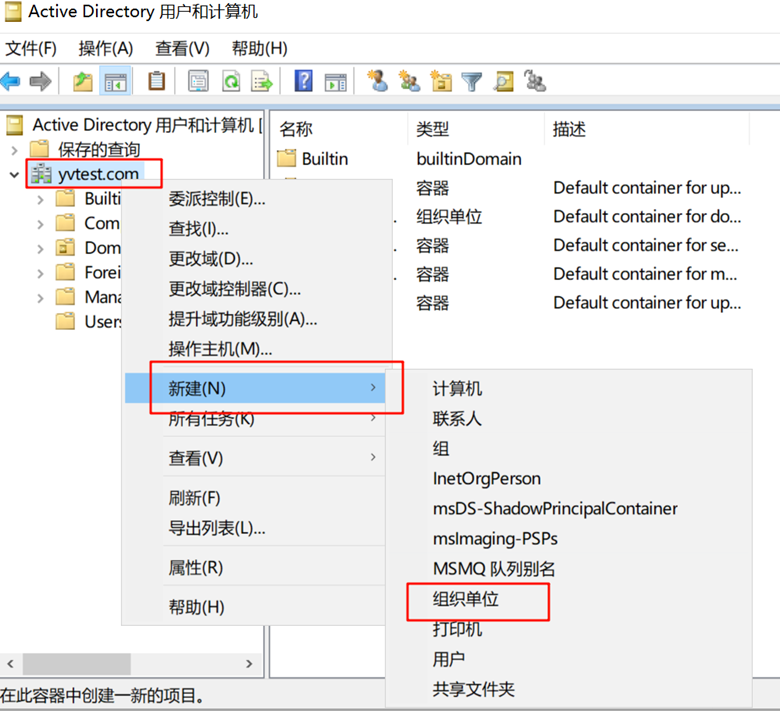 Active Directory 用户和计算机
文件(F) 操作(A) 查看(V) 帮助(H)
Active Directory 用户和计算机 [
保存的查询
yvtest.com
Builti
Com
Dom
Forei
Mana
Users
名称 类型 描述
Builtin builtinDomain
容器 Default container for up...
组织单位 Default container for do...
容器 Default container for se...
容器 Default container for m...
容器 Default container for up...
委派控制(E)...
查找(I)...
更改域(D)...
更改域控制器(C)...
提升域功能级别(A)...
操作主机(M)...
新建(N)
所有任务(K)
查看(V)
刷新(F)
导出列表(L)...
属性(R)
帮助(H)
计算机
联系人
组
InetOrgPerson
msDS-ShadowPrincipalContainer
msImaging-PSPs
MSMQ 队列别名
组织单位
打印机
用户
共享文件夹
在此容器中创建一新的项目。